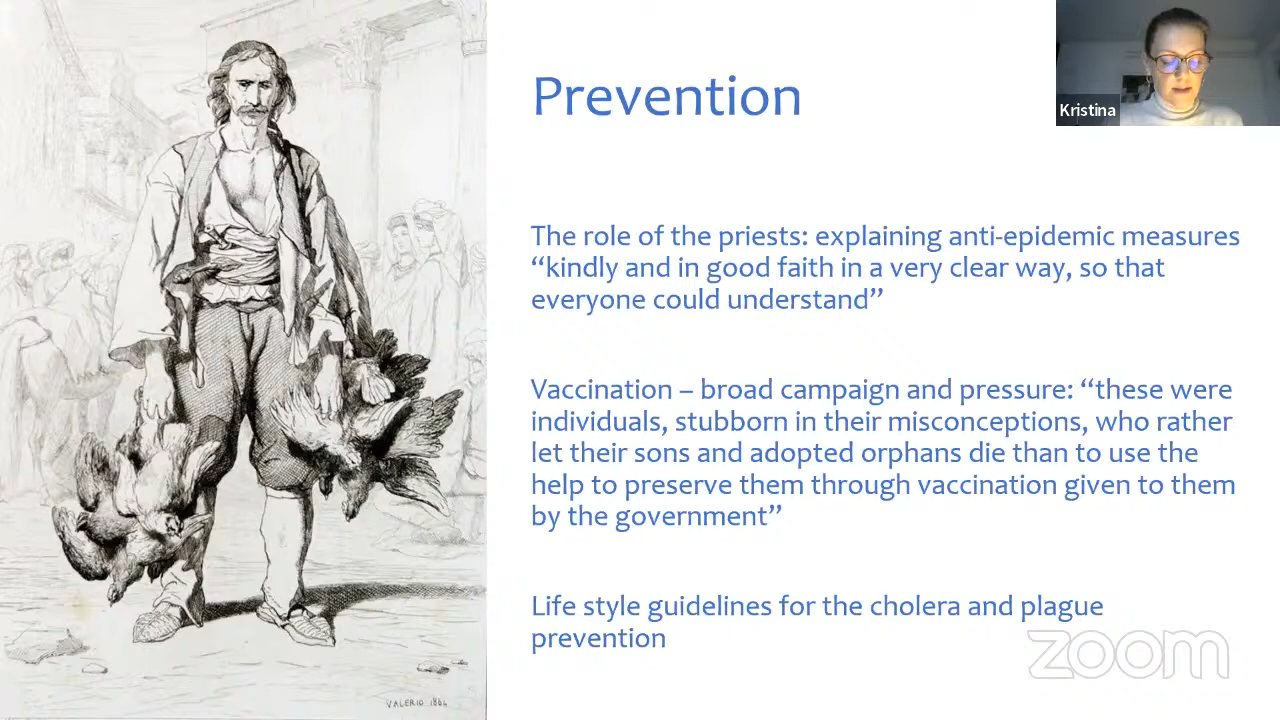 Prevention
Kristina
The role of the priests: explaining anti-epidemic measures
“kindly and in good faith in a very clear way, so that
everyone could understand”
Vaccination – broad campaign and pressure: “these were
individuals, stubborn in their misconceptions, who rather
let their sons and adopted orphans die than to use the
help to preserve them through vaccination given to them
by the government”
Life style guidelines for the cholera and plague
prevention
zoom
VALERIO 1864